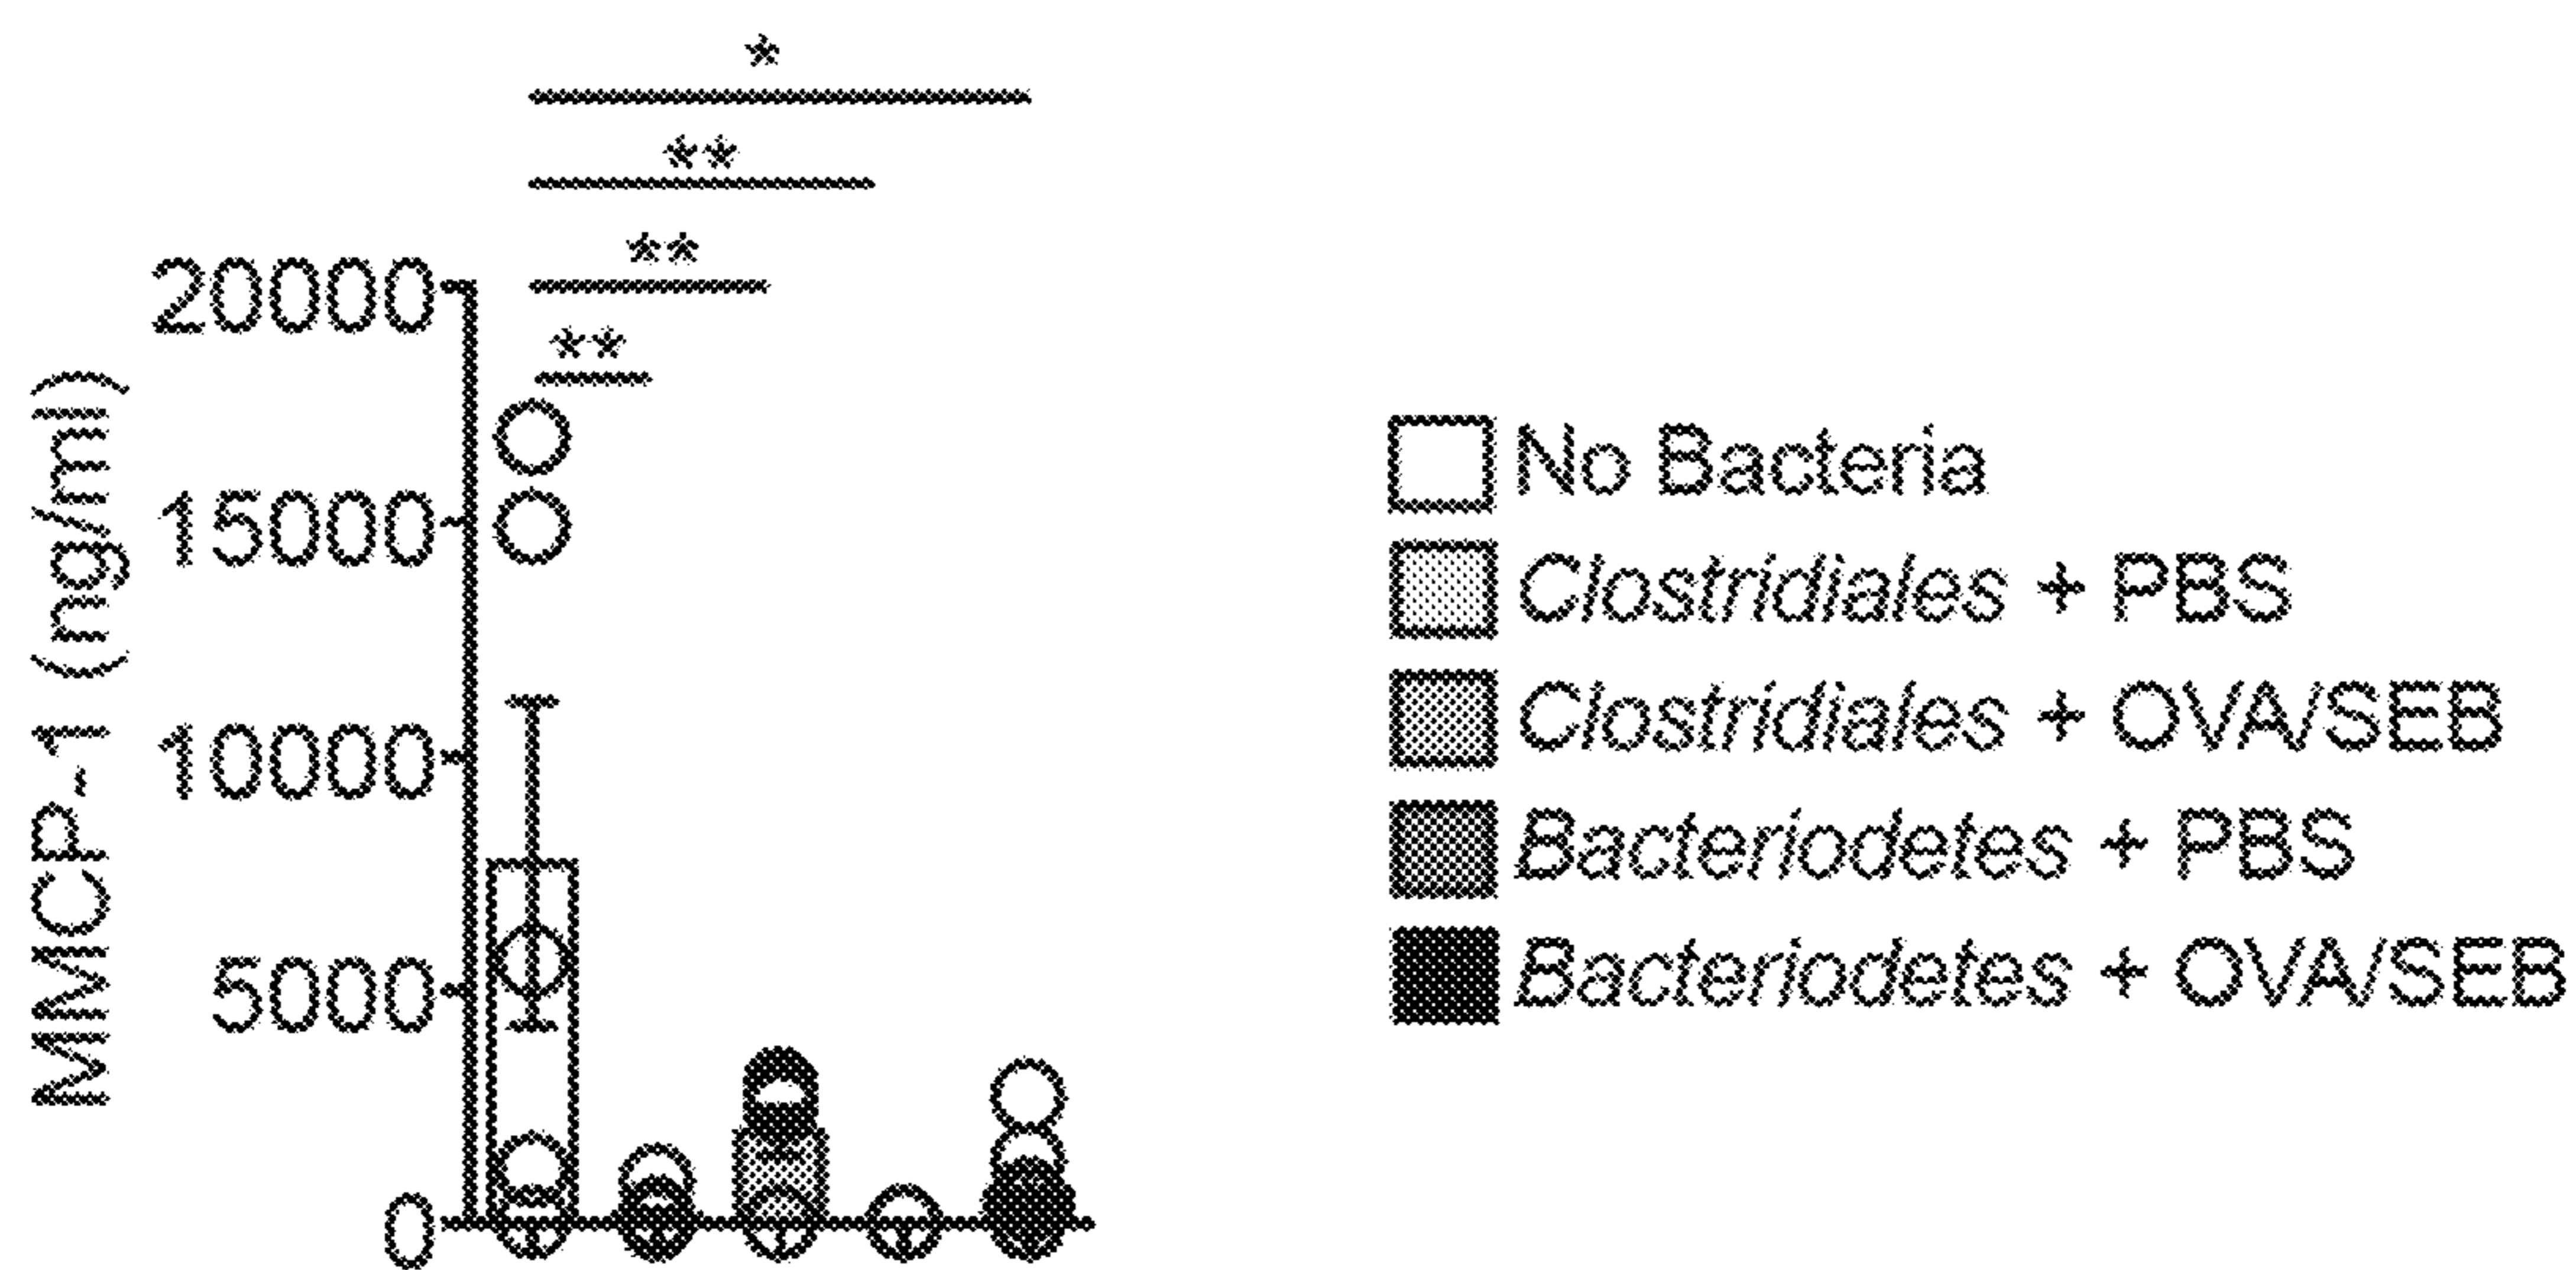 *
**
**
**
20000
15000
10000
5000
0
MMCP-1 (ng/ml)
No Bacteria
Clostridiales + PBS
Clostridiales + OVA/SEB
Bacteriodetes + PBS
Bacteriodetes + OVA/SEB